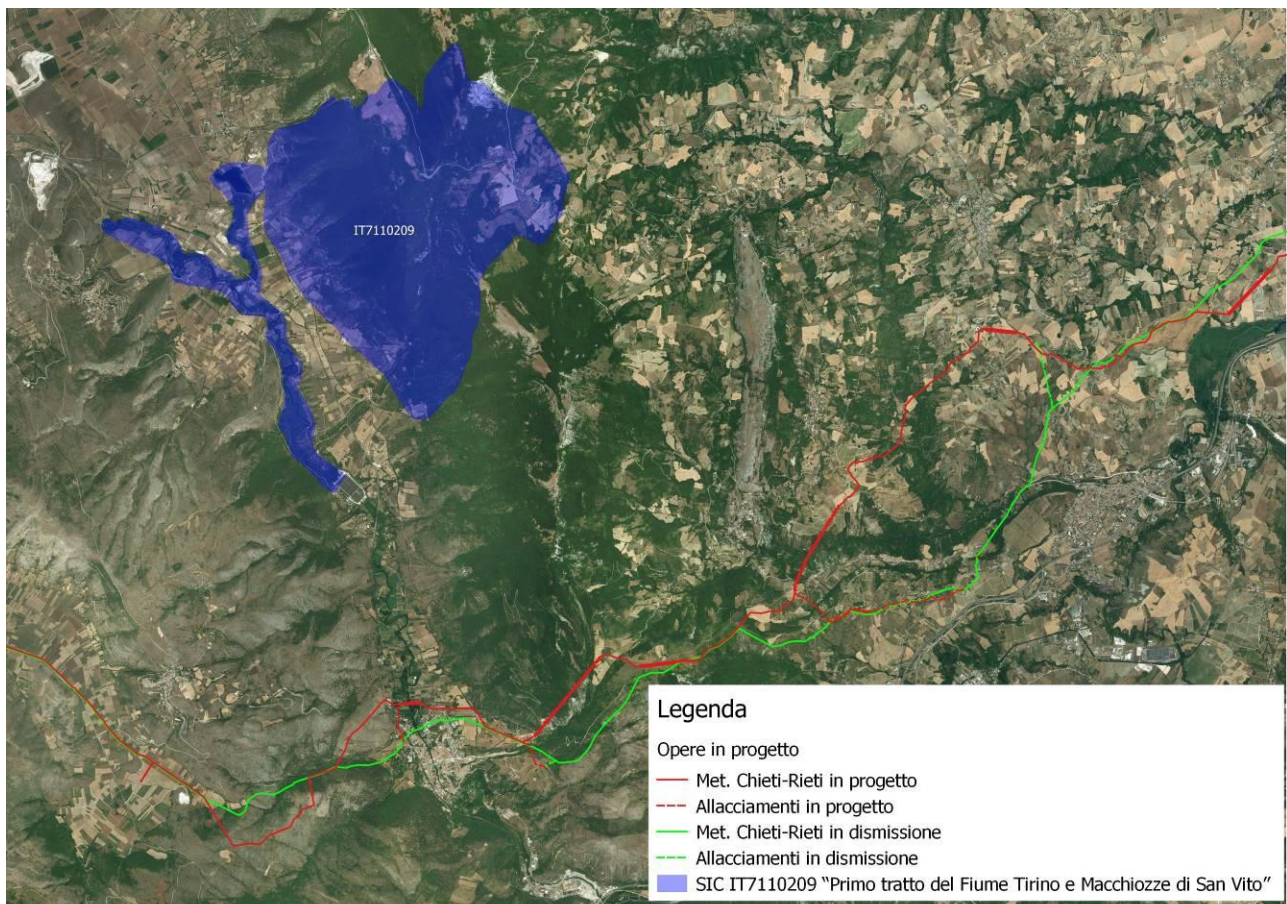 IT7110209
Legenda
Opere in progetto
Met. Chieti-Rieti in progetto
Allacciamenti in progetto
Met. Chieti-Rieti in dismissione
Allacciamenti in dismissione
SIC IT7110209 "Primo tratto del Fiume Tirino e Macchiozze di San Vito"